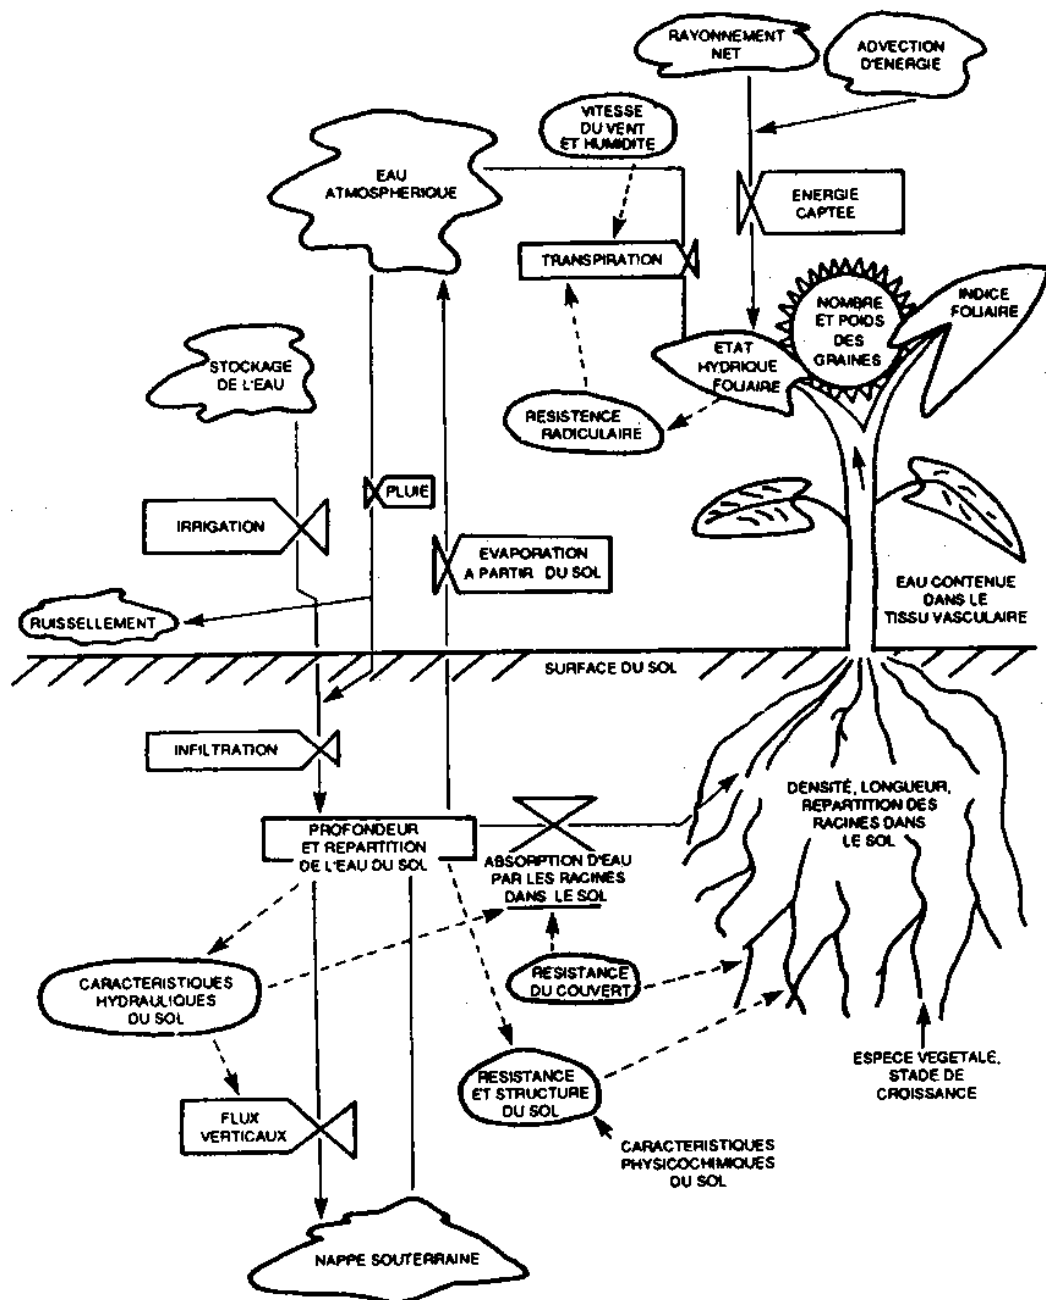 RAYONNEMENT
NET
ADVECTION
D'ENERGIE
VITESSE
DU VENT
ET HUMIDITE
EAU
ATMOSPHERIQUE
ENERGIE
CAPTEE
TRANSPIRATION
NOMBRE
ET POIDS
DES
GRAINES
INDICE
FOLIAIRE
ETAT
HYDRIQUE
FOLIAIRE
STOCKAGE
DE L'EAU
RESISTENCE
RADICULAIRE
PLUIE
IRRIGATION
EVAPORATION
A PARTIR DU SOL
EAU CONTENUE
DANS LE
TISSU VASCULAIRE
RUISSELLEMENT
SURFACE DU SOL
INFILTRATION
DENSITÉ, LONGUEUR,
REPARTITION DES
RACINES DANS
LE SOL
PROFONDEUR
ET REPARTITION
DE L'EAU DU SOL
ABSORPTION D'EAU
PAR LES RACINES
DANS LE SOL
CARACTERISTIQUES
HYDRAULIQUES
DU SOL
RESISTANCE
DU COUVERT
RESISTANCE
ET STRUCTURE
DU SOL
ESPECE VEGETALE,
STADE DE
CROISSANCE
FLUX
VERTICAUX
CARACTERISTIQUES
PHYSICOCHIMIQUES
DU SOL
NAPPE SOUTERRAINE